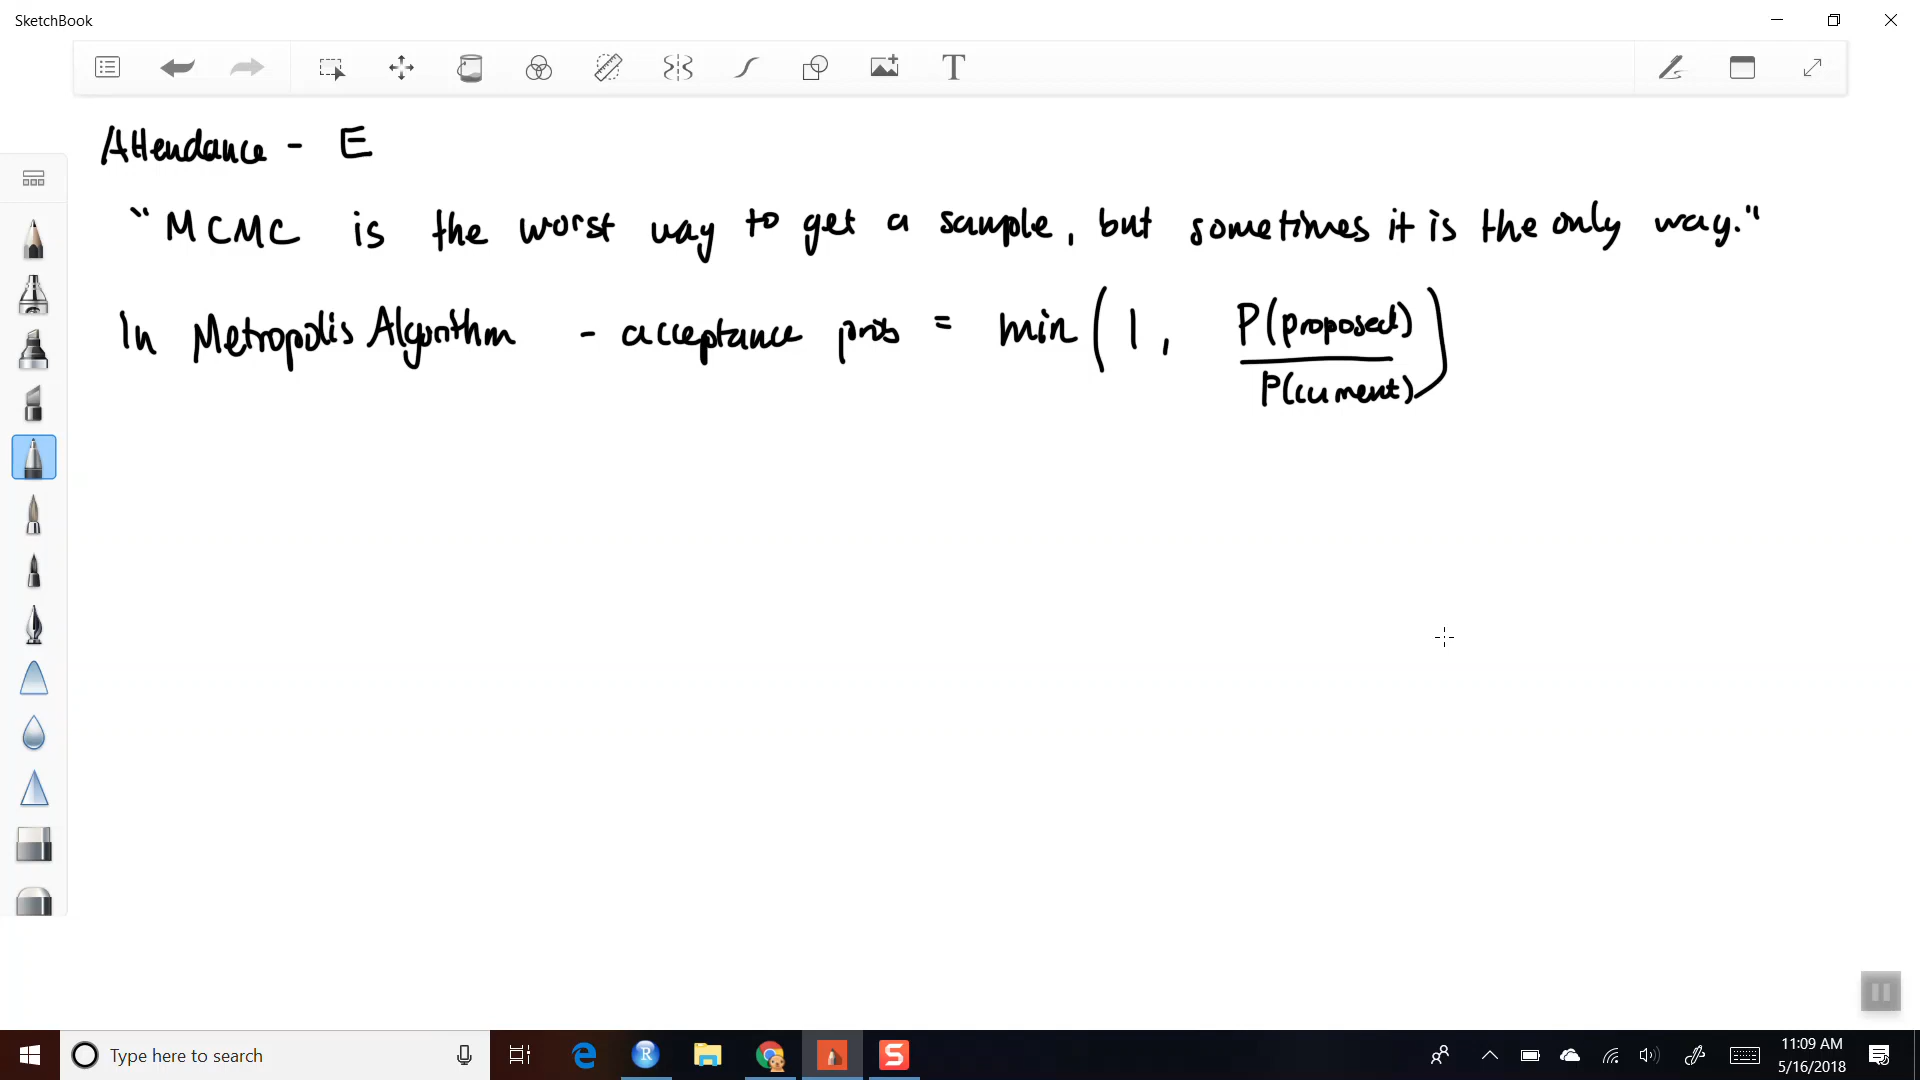 SketchBook
T
Attendance - E
"MCMC is the worst way to get a sample, but sometimes it is the only way."
In Metropolis Algorithm - acceptance prob = min ( 1, P(proposed)
P(current) )
Type here to search
11:09 AM
5/16/2018